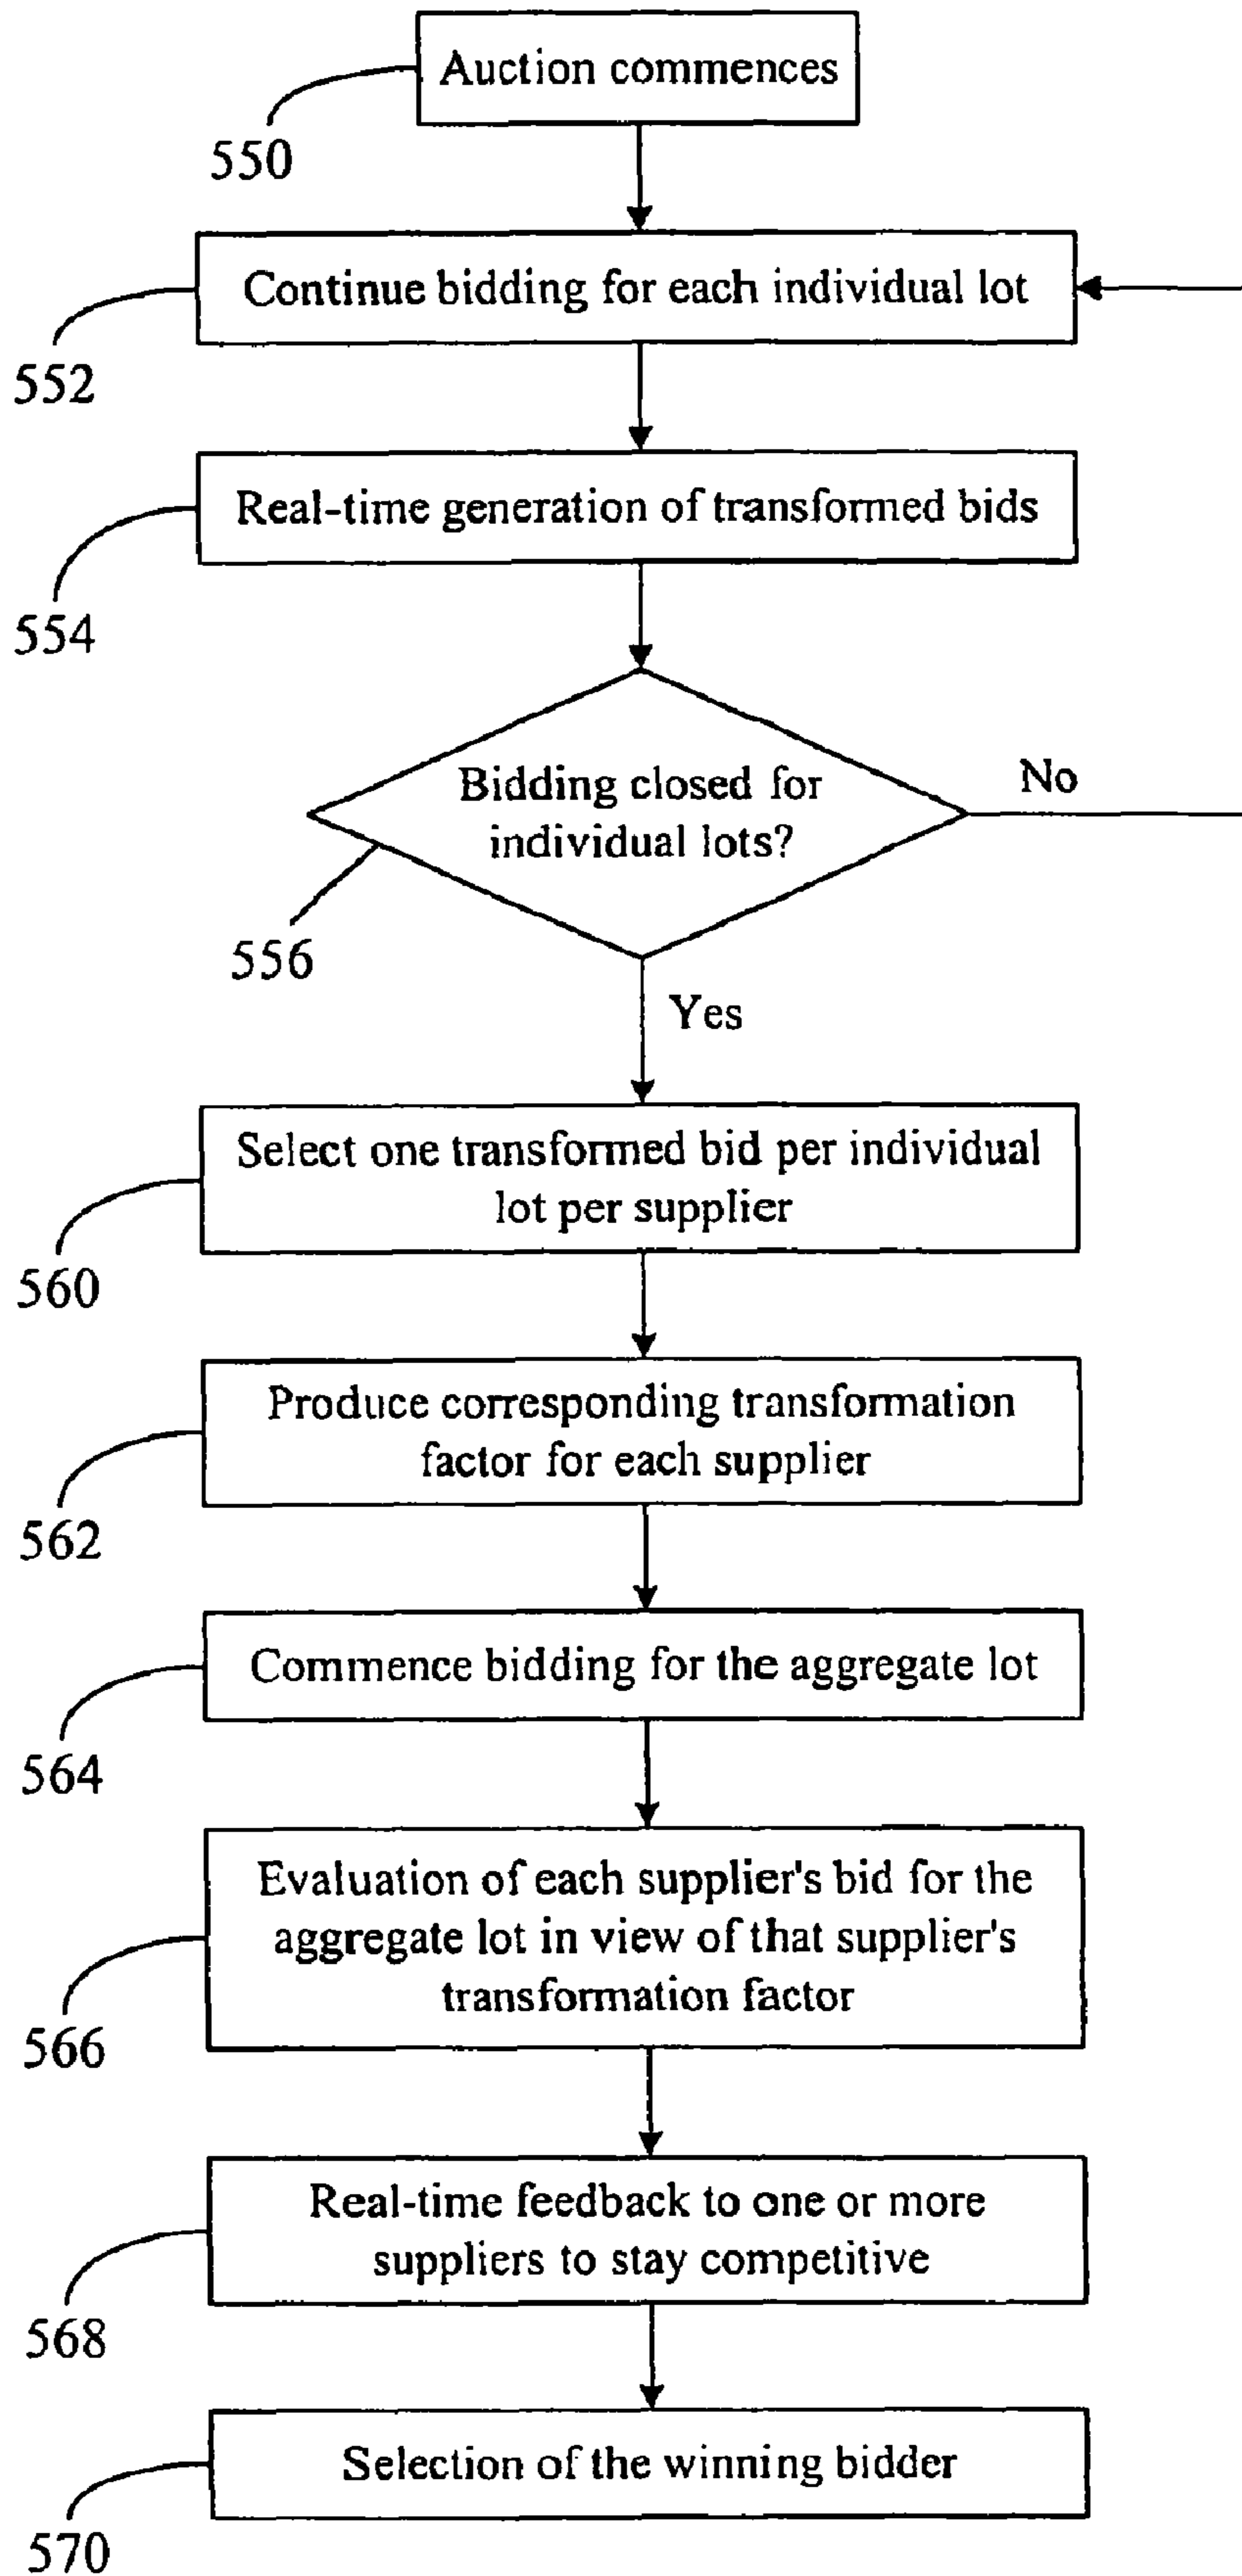 Auction commences
550
Continue bidding for each individual lot
552
Real-time generation of transformed bids
554
Bidding closed for
individual lots?
No
556
Yes
Select one transformed bid per individual
lot per supplier
560
Produce corresponding transformation
factor for each supplier
562
Commence bidding for the aggregate lot
564
Evaluation of each supplier's bid for the
aggregate lot in view of that supplier's
transformation factor
566
Real-time feedback to one or more
suppliers to stay competitive
568
Selection of the winning bidder
570